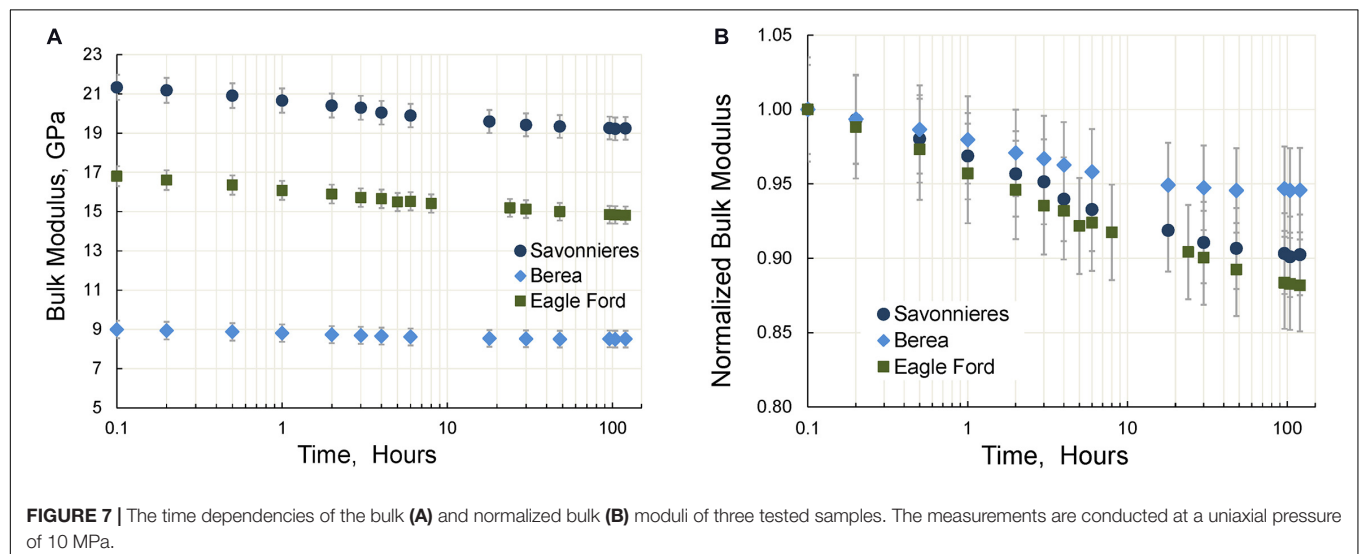 A
23
21
19
17
15
13
11
9
7
5
Bulk Modulus, GPa
Savonnieres
Berea
Eagle Ford
0.1 1 10 100
Time, Hours
B
1.05
1.00
0.95
0.90
0.85
0.80
Normalized Bulk Modulus
Savonnieres
Berea
Eagle Ford
0.1 1 10 100
Time, Hours
FIGURE 7 | The time dependencies of the bulk (A) and normalized bulk (B) moduli of three tested samples. The measurements are conducted at a uniaxial pressure
of 10 MPa.